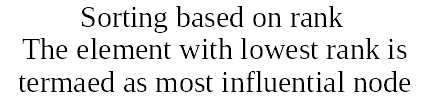 Sorting based on rank
The element with lowest rank is
termaed as most influential node